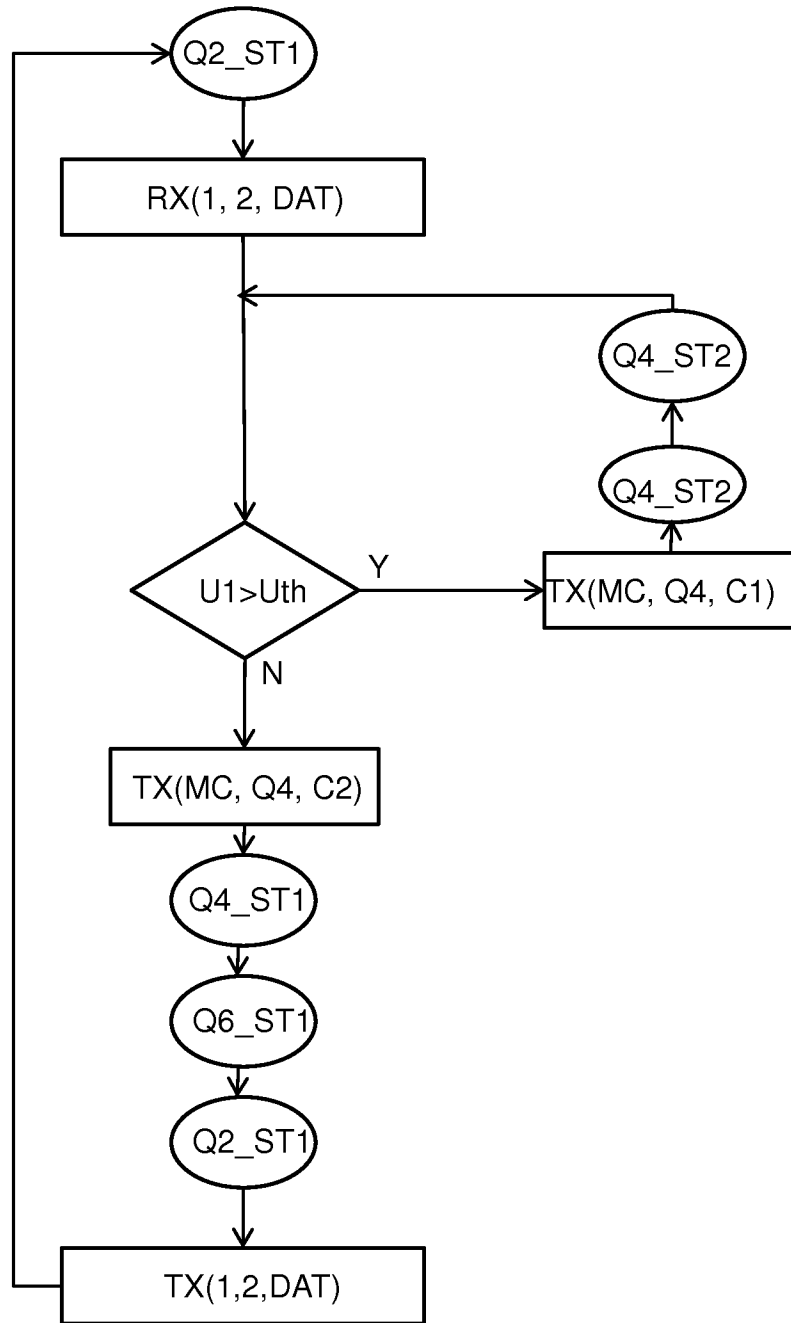 Q2_ST1
RX(1, 2, DAT)
Q4_ST2
Q4_ST2
U1>Uth
Y
TX(MC, Q4, C1)
N
TX(MC, Q4, C2)
Q4_ST1
Q6_ST1
Q2_ST1
TX(1,2,DAT)